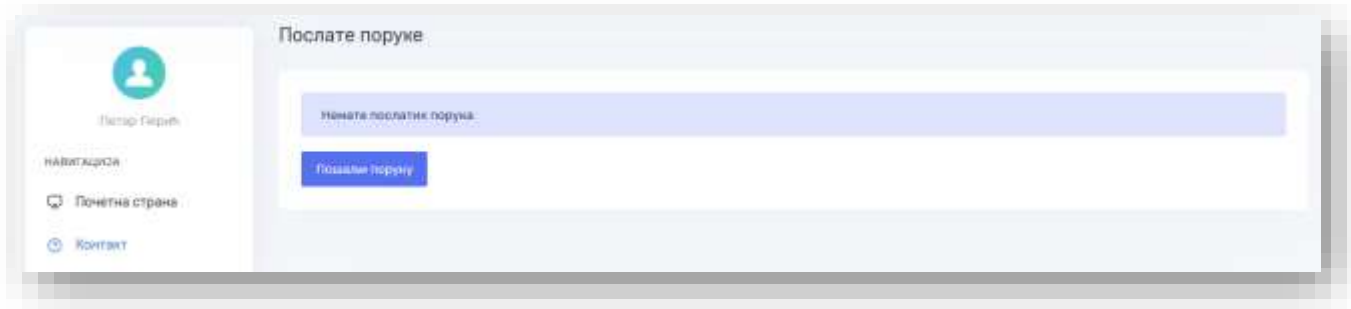 Послате поруке
Петар Перић
Немате послатих порука
Пошаљи поруку
НАВИГАЦИЈА
Почетна страна
Контакт